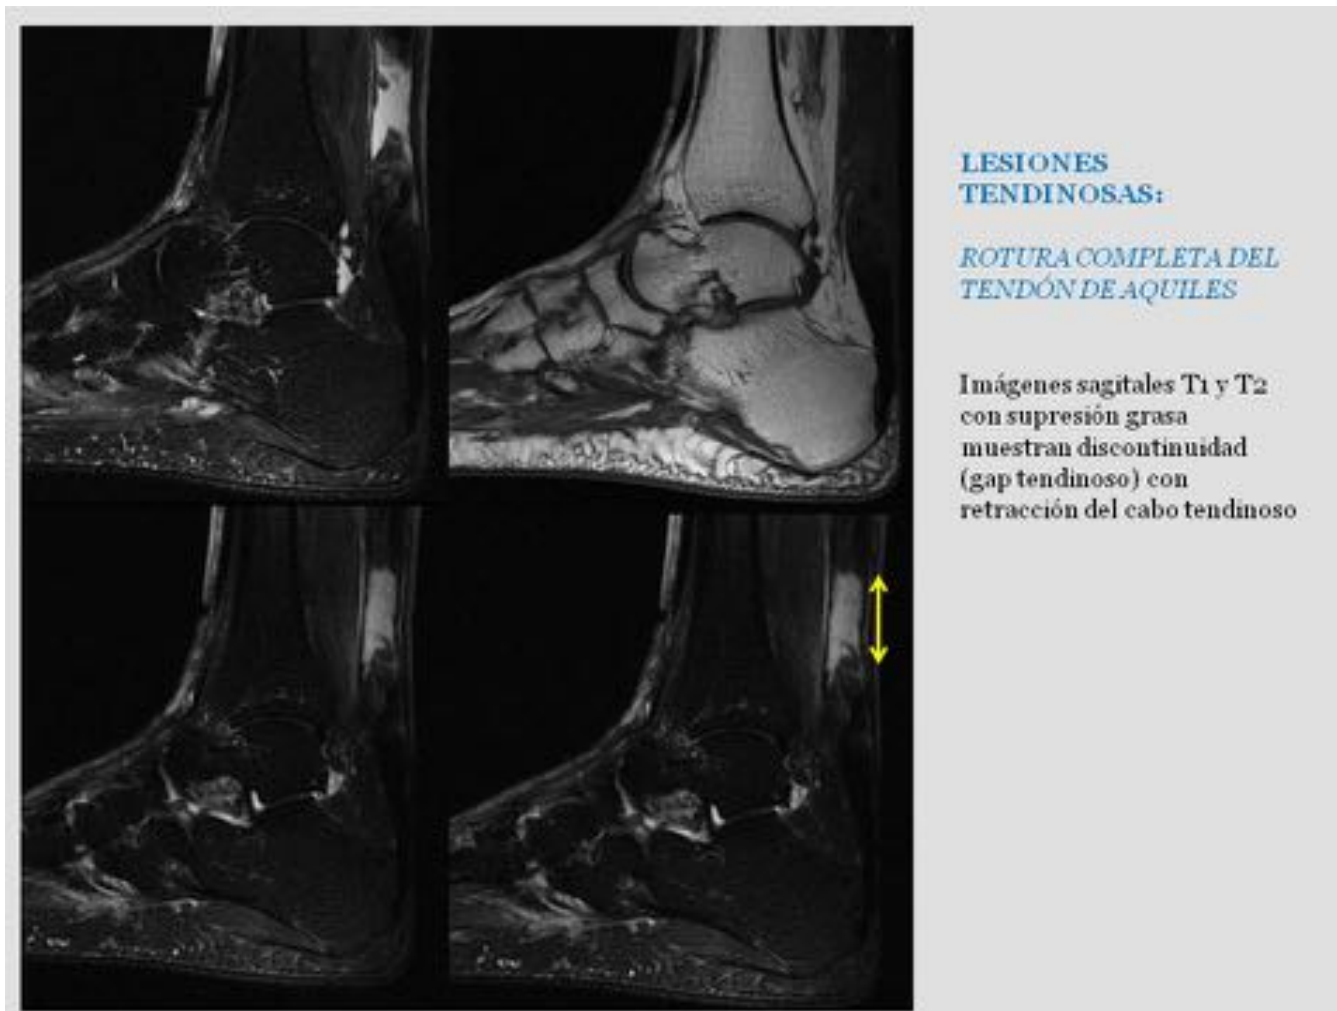 LESIONES
TENDINOSAS:
ROTURA COMPLETA DEL
TENDÓN DE AQUILES
Imágenes sagitales T1 y T2
con supresión grasa
muestran discontinuidad
(gap tendinoso) con
retracción del cabo tendinoso